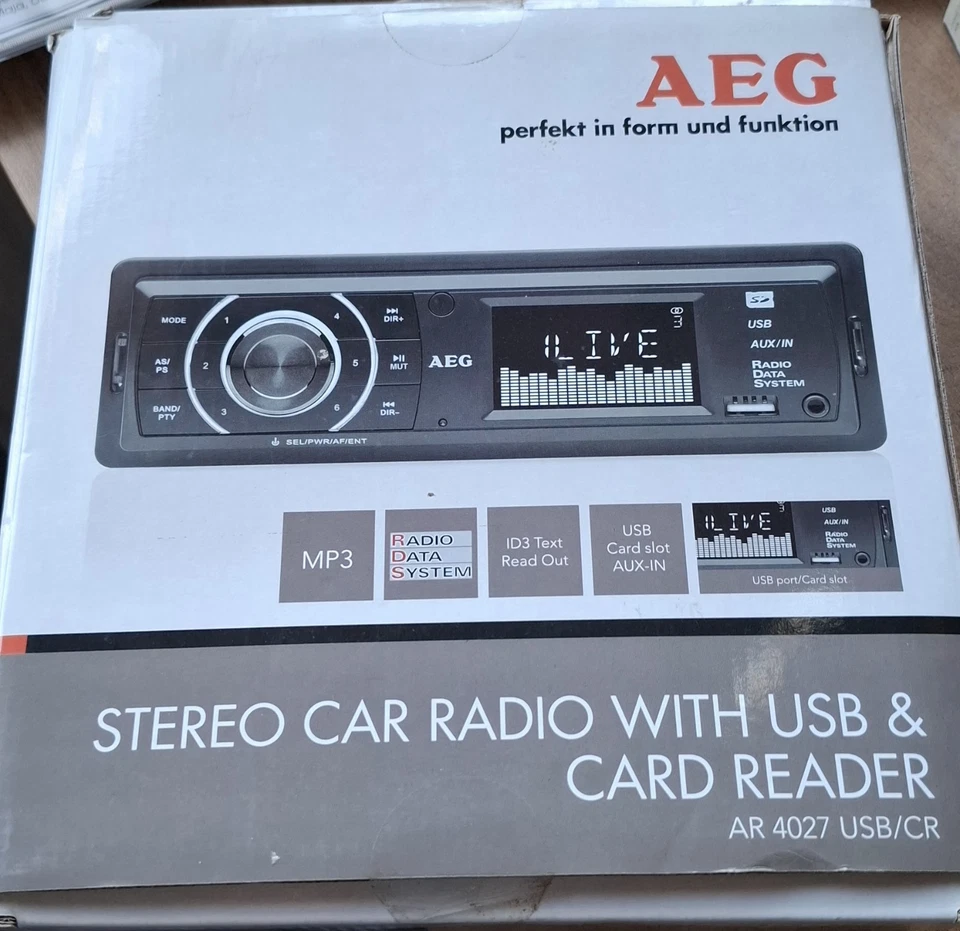 AEG
perfekt in form und funktion
MODE
1
4
DIR+
AS/
PS
2
5
MUT
BAND/
PTY
3
6
DIR-
SEL/PWR/AF/ENT
AEG
1LIVE
SD
USB
AUX/IN
RADIO
DATA
SYSTEM
MP3
RADIO
DATA
SYSTEM
ID3 Text
Read Out
USB
Card slot
AUX-IN
1LIVE
USB
AUX/IN
RADIO
DATA
SYSTEM
USB port/Card slot
STEREO CAR RADIO WITH USB &
CARD READER
AR 4027 USB/CR